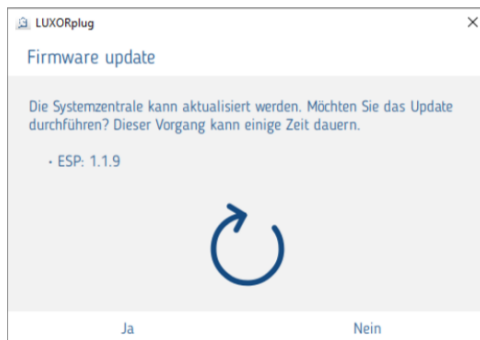 LUXORplug
Firmware update
Die Systemzentrale kann aktualisiert werden. Möchten Sie das Update
durchführen? Dieser Vorgang kann einige Zeit dauern.
• ESP: 1.1.9
Ja Nein